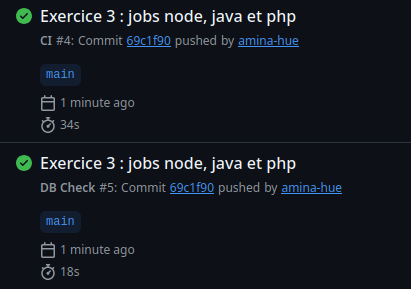 Exercice 3 : jobs node, java et php
CI #4: Commit 69c1f90 pushed by amina-hue
main
1 minute ago
34s
Exercice 3 : jobs node, java et php
DB Check #5: Commit 69c1f90 pushed by amina-hue
main
1 minute ago
18s